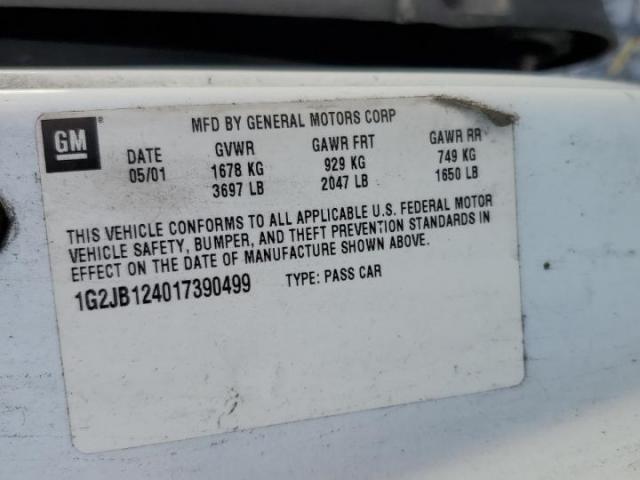 GM ®
MFD BY GENERAL MOTORS CORP
DATE GVWR GAWR FRT GAWR RR
05/01 1678 KG 929 KG 749 KG
3697 LB 2047 LB 1650 LB
THIS VEHICLE CONFORMS TO ALL APPLICABLE U.S. FEDERAL MOTOR
VEHICLE SAFETY, BUMPER, AND THEFT PREVENTION STANDARDS IN
EFFECT ON THE DATE OF MANUFACTURE SHOWN ABOVE.
1G2JB124017390499 TYPE: PASS CAR